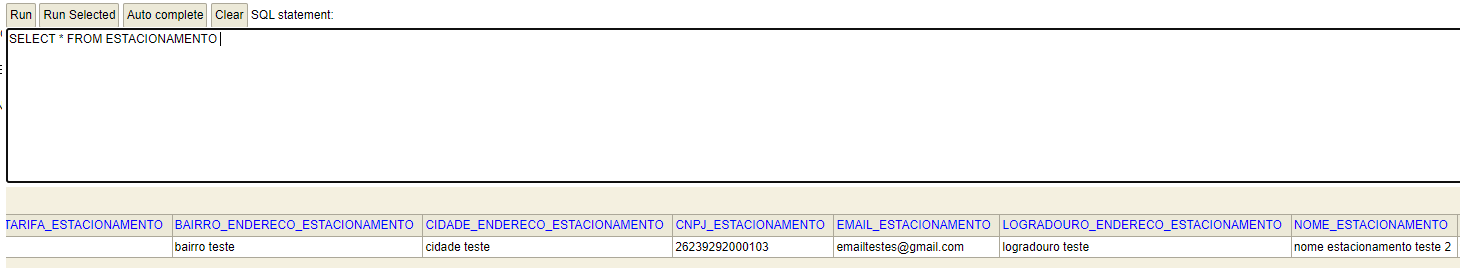 Run Run Selected Auto complete Clear SQL statement:
SELECT * FROM ESTACIONAMENTO
TARIFA_ESTACIONAMENTO BAIRRO_ENDERECO_ESTACIONAMENTO CIDADE_ENDERECO_ESTACIONAMENTO CNPJ_ESTACIONAMENTO EMAIL_ESTACIONAMENTO LOGRADOURO_ENDERECO_ESTACIONAMENTO NOME_ESTACIONAMENTO
bairro teste cidade teste 26239292000103 emailtestes@gmail.com logradouro teste nome estacionamento teste 2